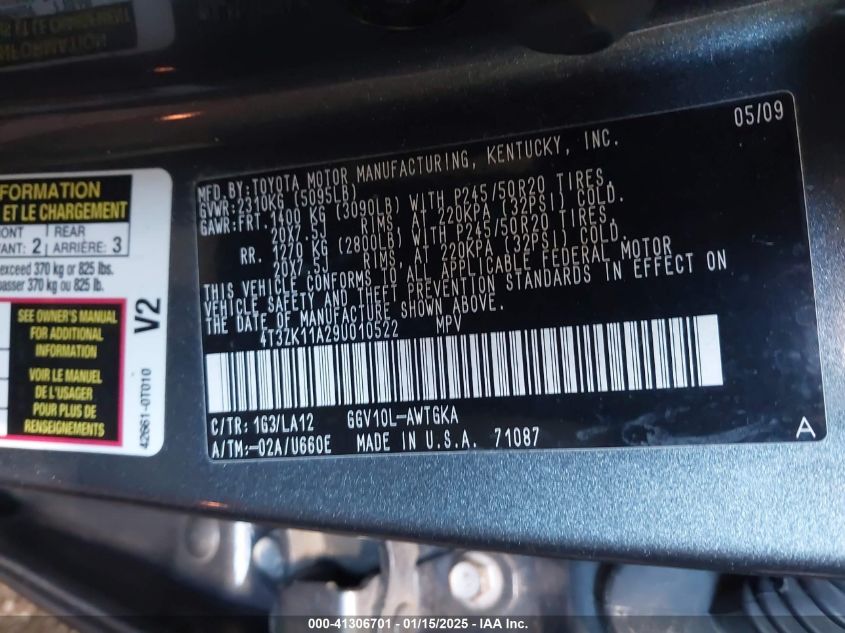 05/09
MFD.BY:TOYOTA MOTOR MANUFACTURING, KENTUCKY, INC.
GVWR:2310KG (5095LB)
GAWR:FRT. 1400 KG (3090LB) WITH P245/50R20 TIRES,
20X7.5J RIMS, AT 220KPA (32PSI) COLD.
RR. 1270 KG (2800LB) WITH P245/50R20 TIRES,
20X7.5J RIMS, AT 220KPA (32PSI) COLD.
THIS VEHICLE CONFORMS TO ALL APPLICABLE FEDERAL MOTOR
VEHICLE SAFETY AND THEFT PREVENTION STANDARDS IN EFFECT ON
THE DATE OF MANUFACTURE SHOWN ABOVE.
4T3ZK11A29U010522 MPV
C/TR: 1G3/LA12 GGV10L-AWTGKA
A/TM:-02A/U660E MADE IN U.S.A. 71087
A
FORMATION
E ET LE CHARGEMENT
ONT REAR
ANT: 2 ARRIÈRE: 3
exceed 370 kg or 825 lbs.
passer 370 kg ou 825 lb.
SEE OWNER'S MANUAL
FOR ADDITIONAL
INFORMATION
VOIR LE MANUEL
DE L'USAGER
POUR PLUS DE
RENSEIGNEMENTS
V2
42661-0T010
000-41306701 - 01/15/2025 - IAA Inc.